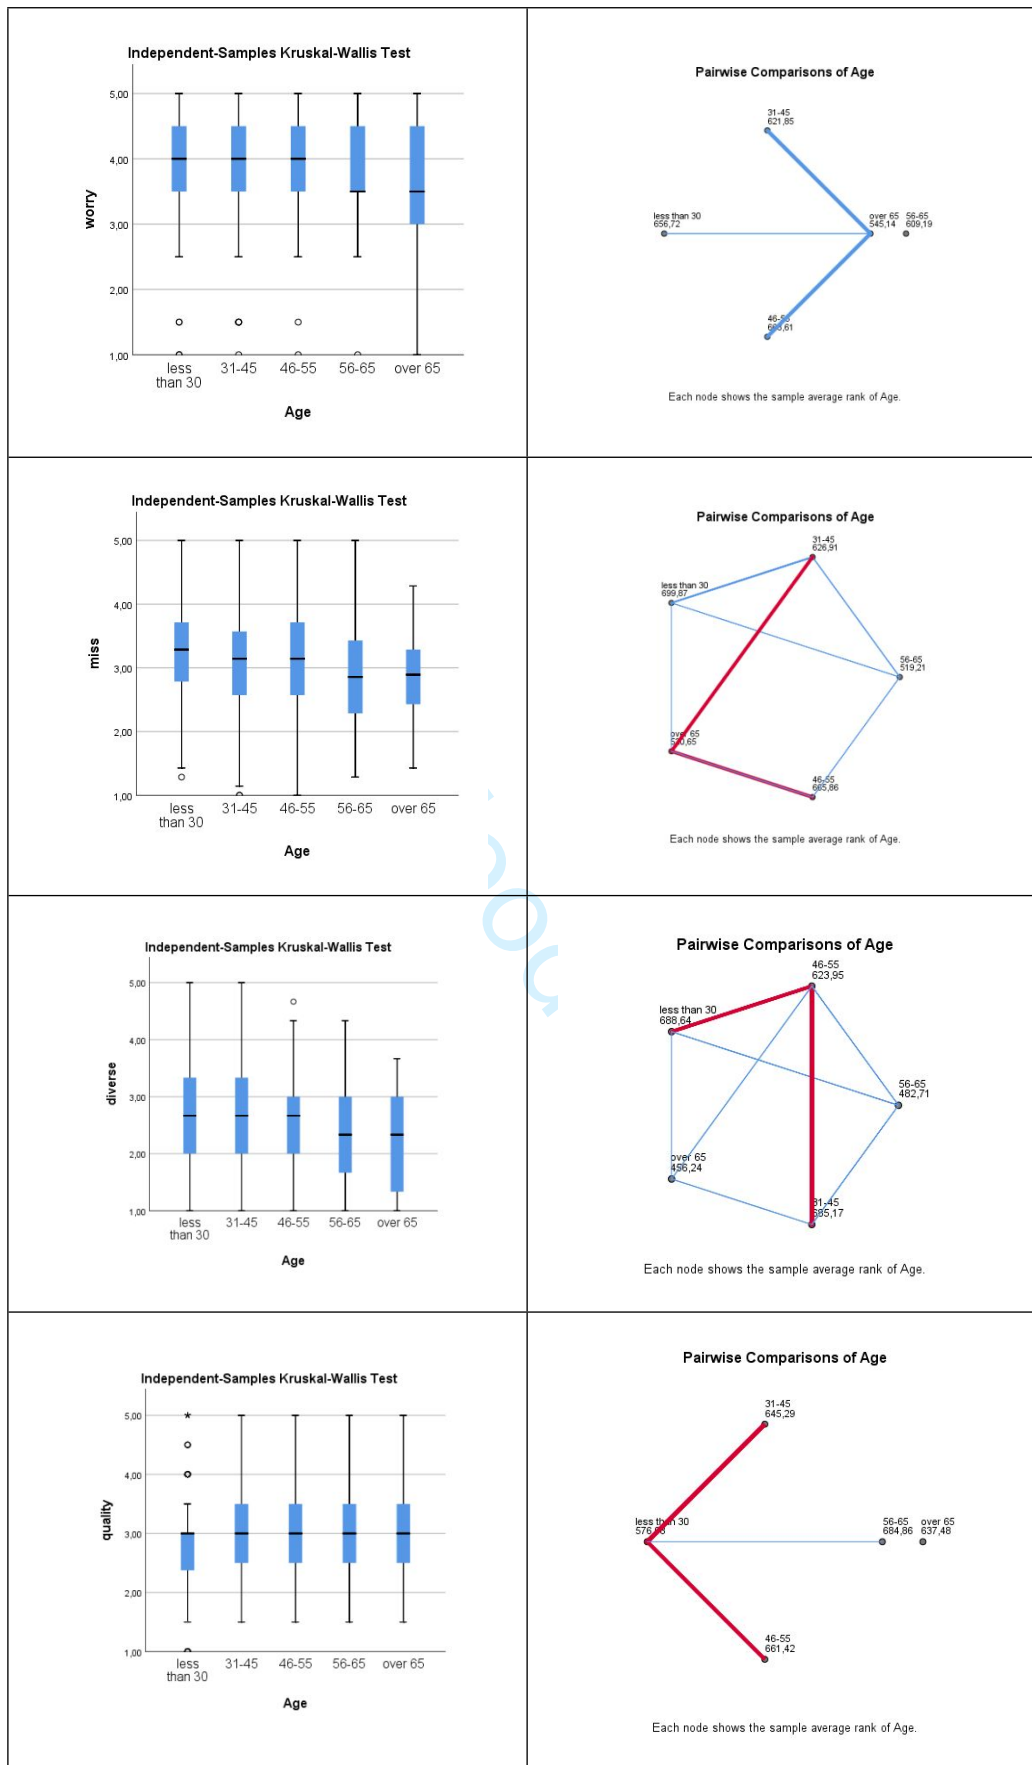 Independent-Samples Kruskal-Wallis Test
5,00
4,00
3,00
2,00
1,00
worry
less than 30
31-45
46-55
56-65
over 65
Age
Pairwise Comparisons of Age
31-45
621,85
less than 30
656,72
over 65
545,14
56-65
609,19
46-55
Each node shows the sample average rank of Age.
Independent-Samples Kruskal-Wallis Test
5,00
4,00
3,00
2,00
1,00
miss
less than 30
31-45
46-55
56-65
over 65
Age
Pairwise Comparisons of Age
31-45
626,91
less than 30
699,87
56-65
519,21
over 65
46-55
665,86
Each node shows the sample average rank of Age.
Independent-Samples Kruskal-Wallis Test
5,00
4,00
3,00
2,00
1,00
diverse
less than 30
31-45
46-55
56-65
over 65
Age
Pairwise Comparisons of Age
46-55
623,95
less than 30
688,64
56-65
482,71
over 65
456,24
31-45
685,17
Each node shows the sample average rank of Age.
Independent-Samples Kruskal-Wallis Test
5,00
4,00
3,00
2,00
1,00
quality
less than 30
31-45
46-55
56-65
over 65
Age
Pairwise Comparisons of Age
31-45
645,29
less than 30
56-65
684,86
over 65
637,48
46-55
661,42
Each node shows the sample average rank of Age.